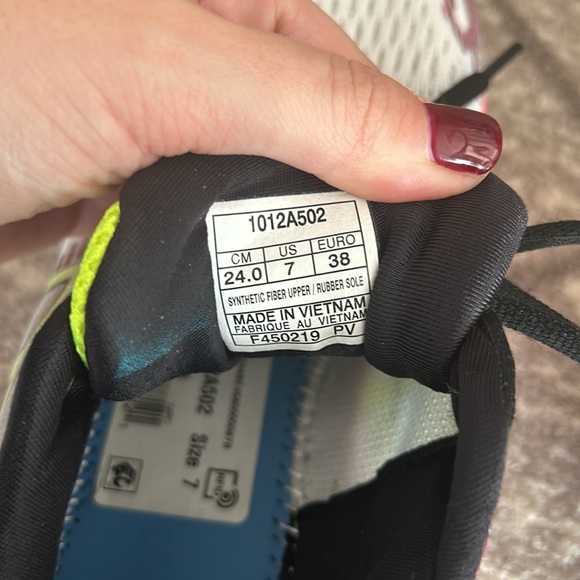 1012A502
CM US EURO
24.0 7 38
SYNTHETIC FIBER UPPER / RUBBER SOLE
MADE IN VIETNAM
FABRIQUE AU VIETNAM
F450219 PV
A502 Size 7
RFID